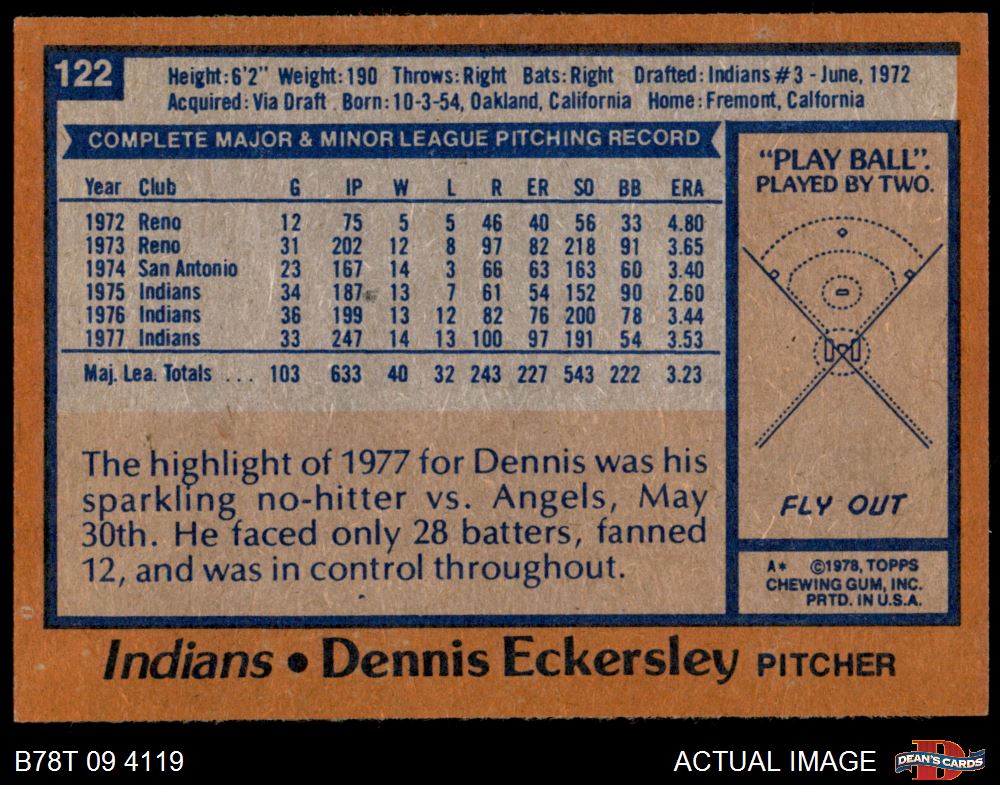 122
Height: 6'2" Weight: 190 Throws: Right Bats: Right Drafted: Indians #3 - June, 1972
Acquired: Via Draft Born: 10-3-54, Oakland, California Home: Fremont, Calfornia
COMPLETE MAJOR & MINOR LEAGUE PITCHING RECORD
Year Club G IP W L R ER SO BB ERA
1972 Reno 12 75 5 5 46 40 56 33 4.80
1973 Reno 31 202 12 8 97 82 218 91 3.65
1974 San Antonio 23 167 14 3 66 63 163 60 3.40
1975 Indians 34 187 13 7 61 54 152 90 2.60
1976 Indians 36 199 13 12 82 76 200 78 3.44
1977 Indians 33 247 14 13 100 97 191 54 3.53
Maj. Lea. Totals ... 103 633 40 32 243 227 543 222 3.23
The highlight of 1977 for Dennis was his
sparkling no-hitter vs. Angels, May
30th. He faced only 28 batters, fanned
12, and was in control throughout.
"PLAY BALL".
PLAYED BY TWO.
FLY OUT
A* ©1978, TOPPS
CHEWING GUM, INC.
PRTD. IN U.S.A.
Indians • Dennis Eckersley PITCHER
B78T 09 4119
ACTUAL IMAGE
D
DEAN'S CARDS